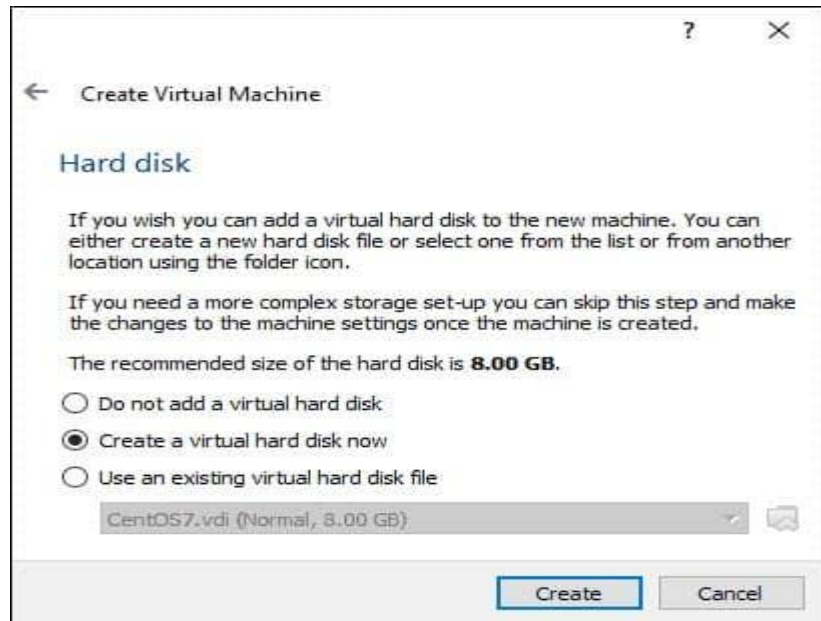 ?
Create Virtual Machine
Hard disk
If you wish you can add a virtual hard disk to the new machine. You can
either create a new hard disk file or select one from the list or from another
location using the folder icon.
If you need a more complex storage set-up you can skip this step and make
the changes to the machine settings once the machine is created.
The recommended size of the hard disk is 8.00 GB.
Do not add a virtual hard disk
Create a virtual hard disk now
Use an existing virtual hard disk file
CentOS7.vdi (Normal, 8.00 GB)
Create Cancel